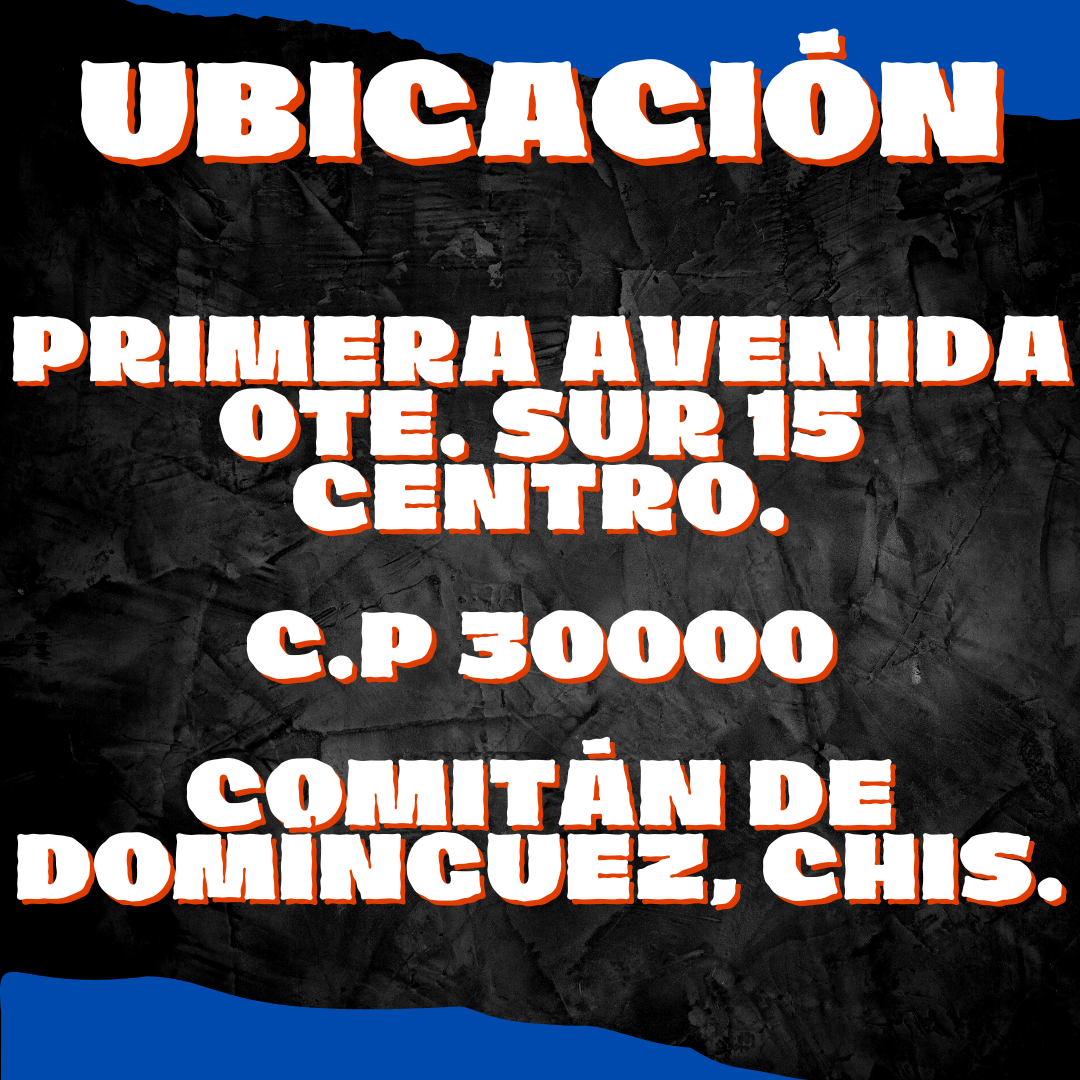 UBICACIÓN
PRIMERA AVENIDA
OTE. SUR 15
CENTRO.
C.P 30000
COMITÁN DE
DOMÍNGUEZ, CHIS.